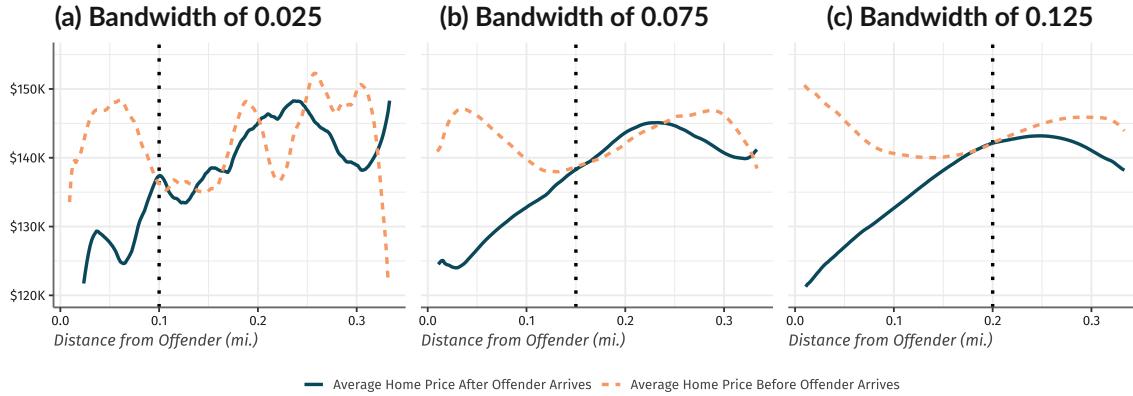 (a) Bandwidth of 0.025
(b) Bandwidth of 0.075
(c) Bandwidth of 0.125
$150K
$140K
$130K
$120K
0.0 0.1 0.2 0.3
0.0 0.1 0.2 0.3
0.0 0.1 0.2 0.3
Distance from Offender (mi.)
Distance from Offender (mi.)
Distance from Offender (mi.)
Average Home Price After Offender Arrives
Average Home Price Before Offender Arrives